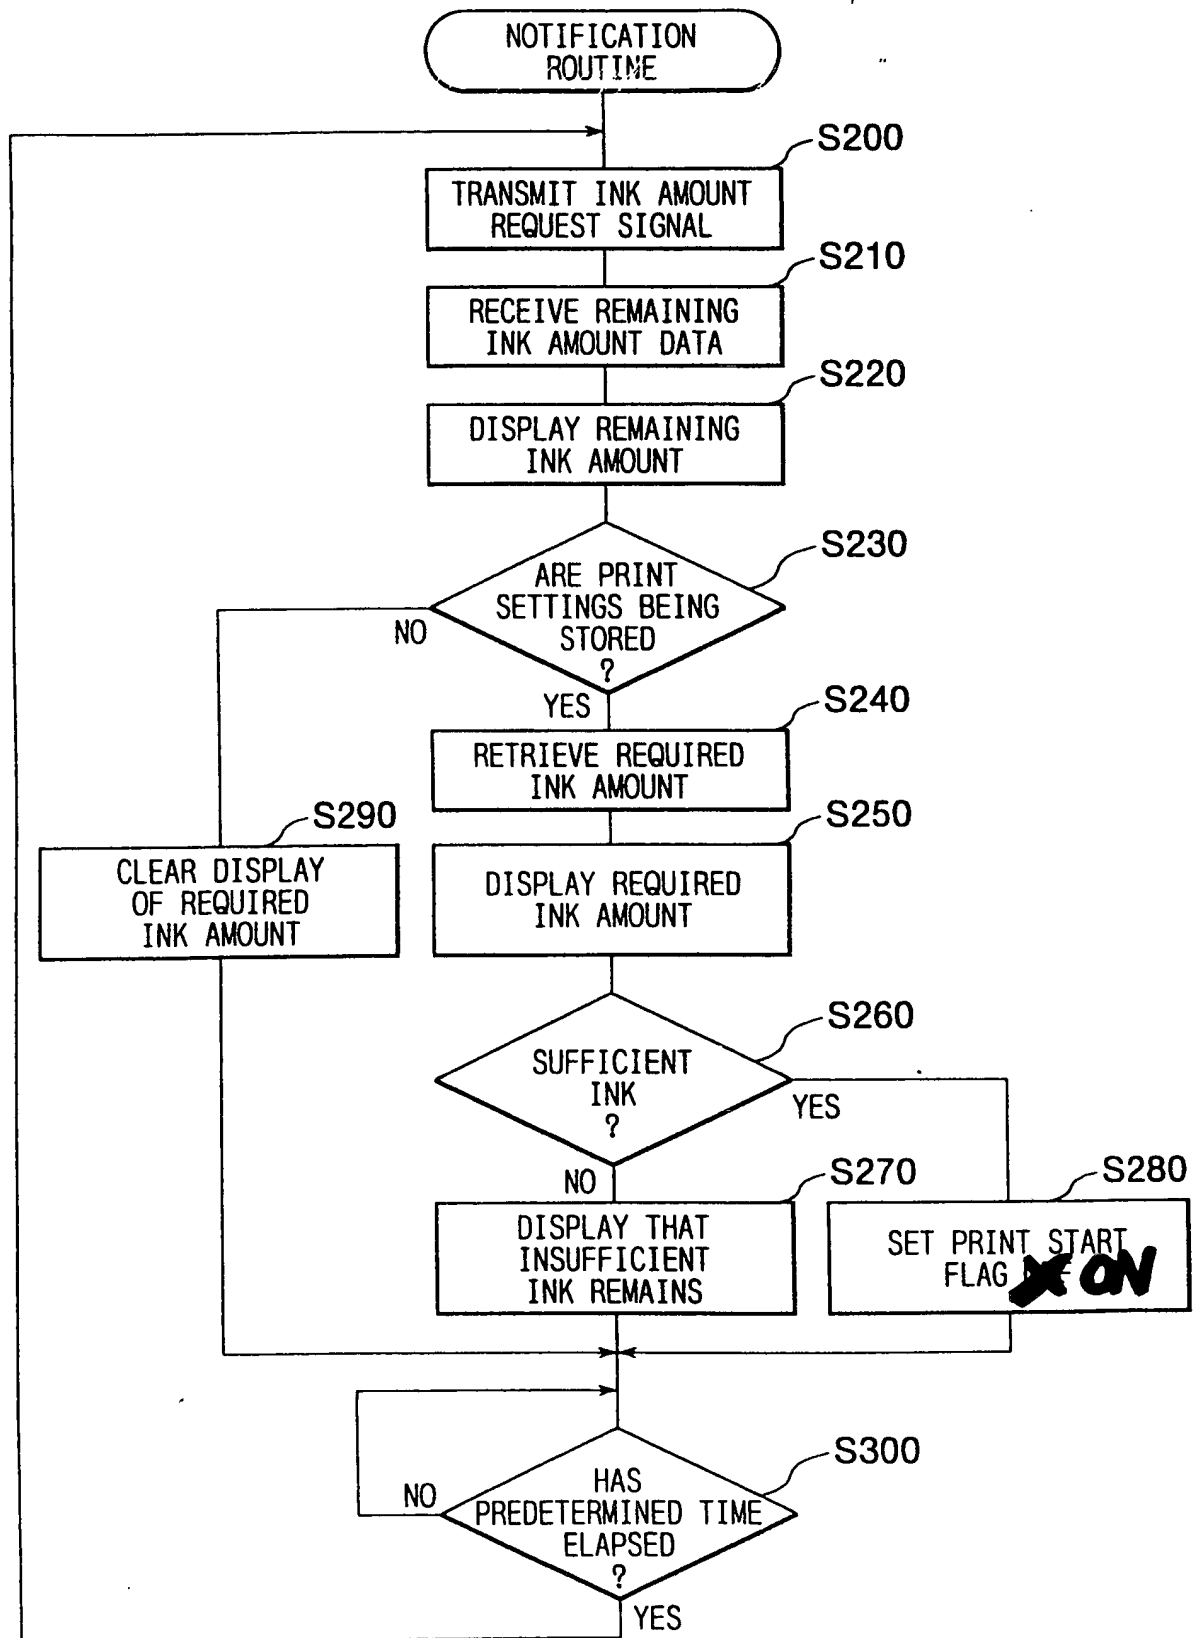 NOTIFICATION
ROUTINE
S200
TRANSMIT INK AMOUNT
REQUEST SIGNAL
S210
RECEIVE REMAINING
INK AMOUNT DATA
S220
DISPLAY REMAINING
INK AMOUNT
S230
ARE PRINT
SETTINGS BEING
STORED
?
NO
YES
S240
RETRIEVE REQUIRED
INK AMOUNT
S290
CLEAR DISPLAY
OF REQUIRED
INK AMOUNT
S250
DISPLAY REQUIRED
INK AMOUNT
S260
SUFFICIENT
INK
?
YES
NO
S270
DISPLAY THAT
INSUFFICIENT
INK REMAINS
S280
SET PRINT START
FLAG ON
S300
HAS
PREDETERMINED TIME
ELAPSED
?
NO
YES